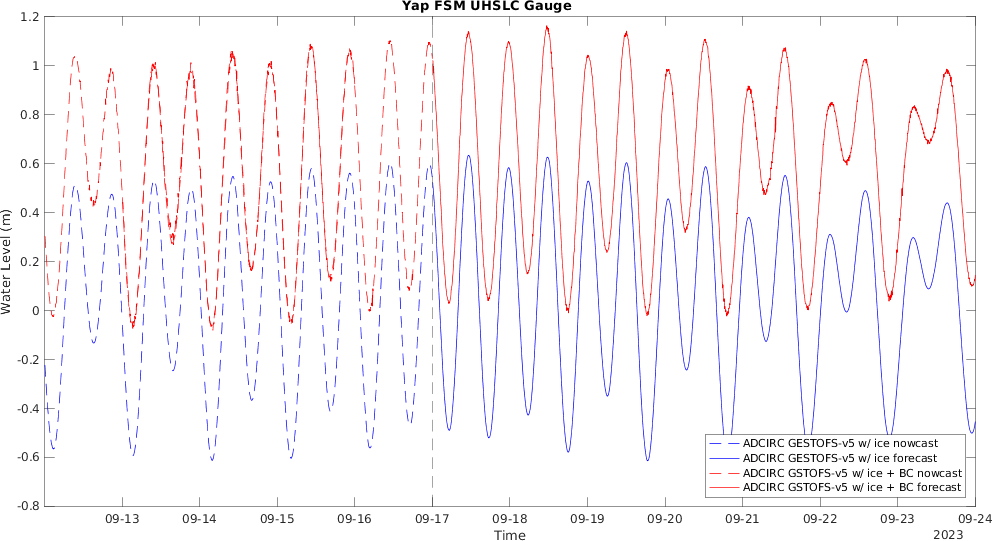 Yap FSM UHSLC Gauge
1.2
1
0.8
0.6
0.4
0.2
0
-0.2
-0.4
-0.6
-0.8
Water Level (m)
ADCIRC GESTOFS-v5 w/ ice nowcast
ADCIRC GESTOFS-v5 w/ ice forecast
ADCIRC GSTOFS-v5 w/ ice + BC nowcast
ADCIRC GSTOFS-v5 w/ ice + BC forecast
09-13 09-14 09-15 09-16 09-17 09-18 09-19 09-20 09-21 09-22 09-23 09-24
Time
2023